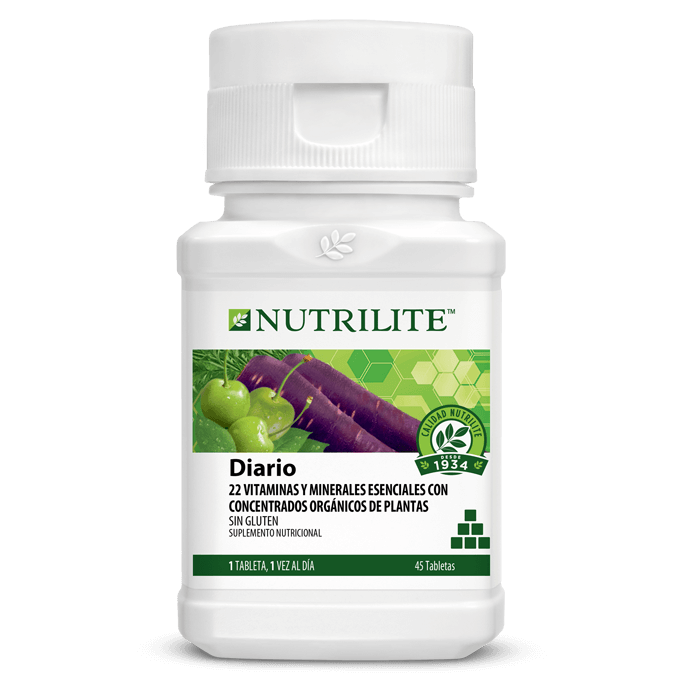 NUTRILITE™
CALIDAD NUTRILITE
DESDE
1934
Diario
22 VITAMINAS Y MINERALES ESENCIALES CON
CONCENTRADOS ORGÁNICOS DE PLANTAS
SIN GLUTEN
SUPLEMENTO NUTRICIONAL
1 TABLETA, 1 VEZ AL DÍA 45 Tabletas